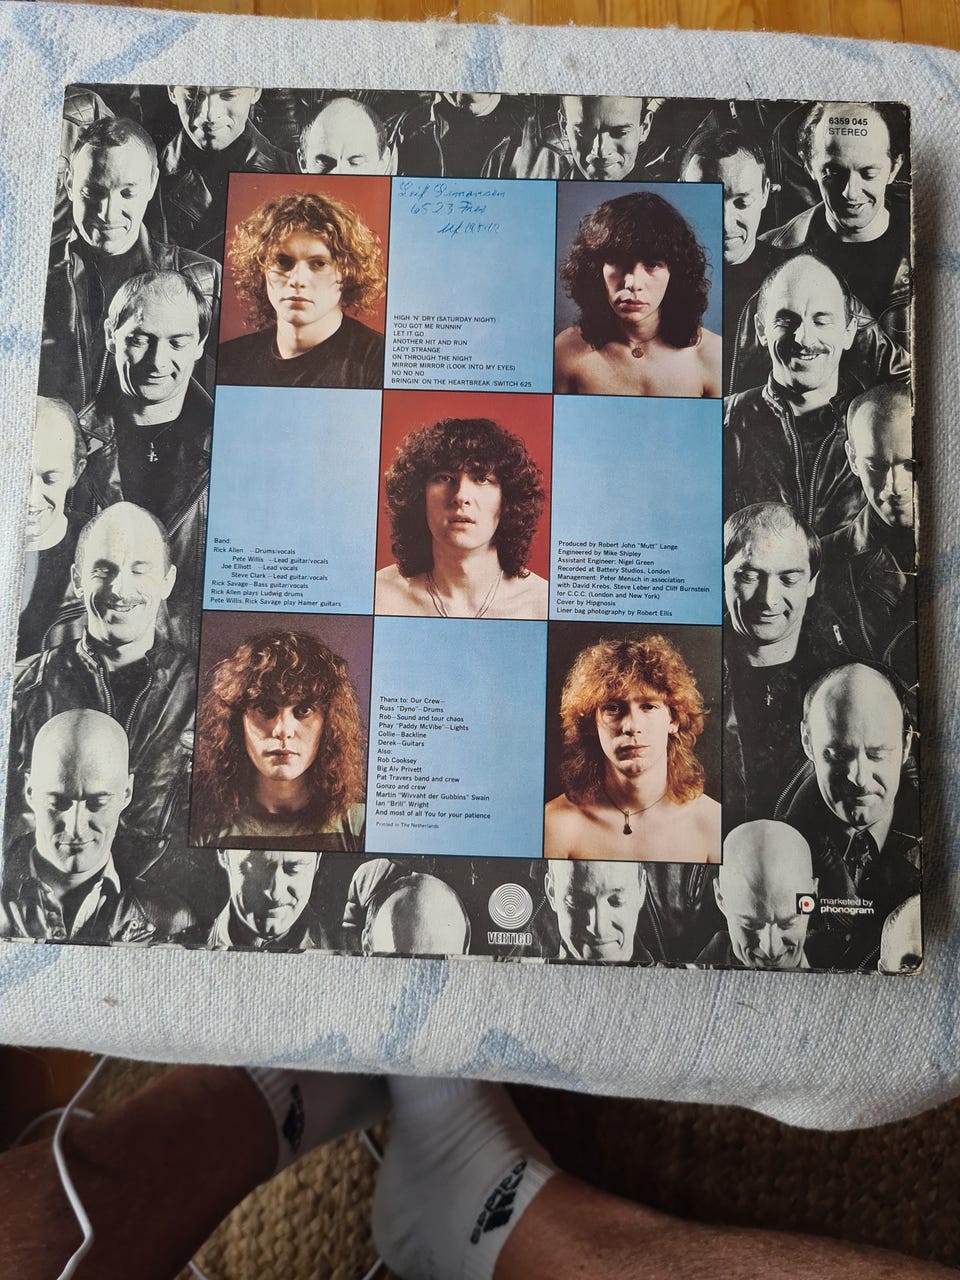 6359 045
STEREO
Leif Simonsen
6523 Frei
HIGH 'N' DRY (SATURDAY NIGHT)
YOU GOT ME RUNNIN'
LET IT GO
ANOTHER HIT AND RUN
LADY STRANGE
ON THROUGH THE NIGHT
MIRROR MIRROR (LOOK INTO MY EYES)
NO NO NO
BRINGIN' ON THE HEARTBREAK /SWITCH 625
Band:
Rick Allen —Drums/vocals
Pete Willis —Lead guitar/vocals
Joe Elliott —Lead vocals
Steve Clark —Lead guitar/vocals
Rick Savage—Bass guitar/vocals
Rick Allen plays Ludwig drums
Pete Willis, Rick Savage play Hamer guitars
Produced by Robert John "Mutt" Lange
Engineered by Mike Shipley
Assistant Engineer: Nigel Green
Recorded at Battery Studios, London
Management: Peter Mensch in association
with David Krebs, Steve Leber and Cliff Burnstein
for C.C.C. (London and New York)
Cover by Hipgnosis
Liner bag photography by Robert Ellis
Thanx to: Our Crew—
Russ "Dyno"—Drums
Rob—Sound and tour chaos
Phay "Paddy McVibe"—Lights
Collie—Backline
Derek—Guitars
Also:
Rob Cooksey
Big Alv Privett
Pat Travers band and crew
Gonzo and crew
Martin "Wivvaht der Gubbins" Swain
Ian "Brill" Wright
And most of all You for your patience
Printed in The Netherlands
VERTIGO
marketed by
phonogram
adidas